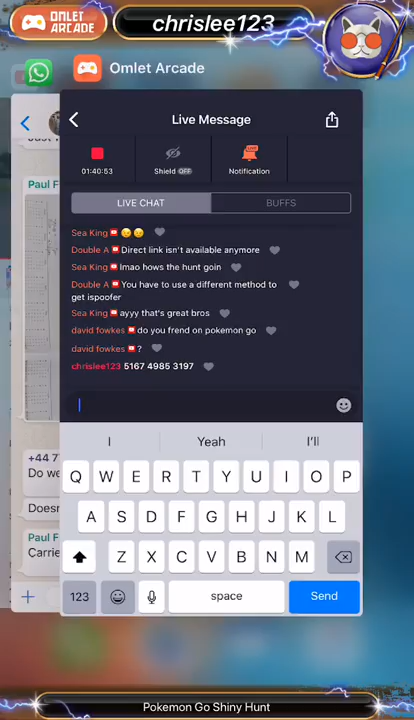 OMLET ARCADE
chrislee123
Omlet Arcade
Live Message
01:40:53
Shield OFF
Notification
LIVE CHAT
BUFFS
Paul F
Sea King
Double A Direct link isn't available anymore
Sea King lmao hows the hunt goin
Double A You have to use a different method to
get ispoofer
Sea King ayyy that's great bros
david fowkes do you frend on pokemon go
david fowkes ?
chrislee123 5167 4985 3197
+44 7
Do we
Doesr
Paul F
Carrie
I
Yeah
I'll
Q W E R T Y U I O P
A S D F G H J K L
Z X C V B N M
123
space
Send
Pokemon Go Shiny Hunt